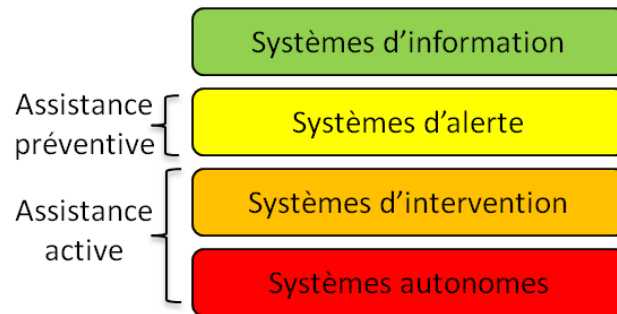 Systèmes d’information
Assistance
préventive
Systèmes d’alerte
Assistance
active
Systèmes d’intervention
Systèmes autonomes